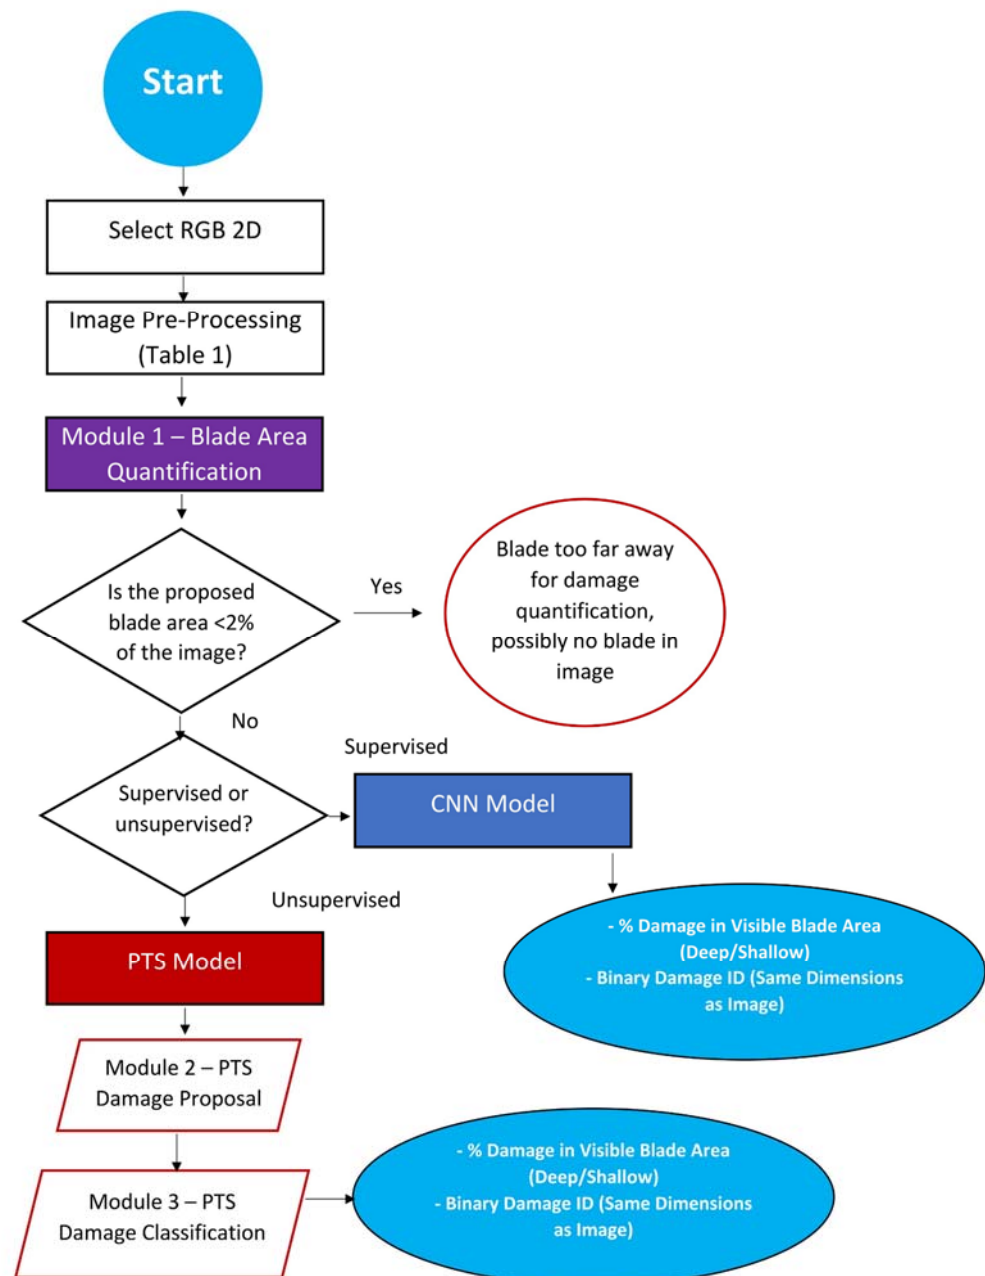 Start
Select RGB 2D
Image Pre-Processing
(Table 1)
Module 1 – Blade Area
Quantification
Is the proposed
blade area <2%
of the image?
Yes
Blade too far away
for damage
quantification,
possibly no blade in
image
No
Supervised or
unsupervised?
Supervised
CNN Model
- % Damage in Visible Blade Area
(Deep/Shallow)
- Binary Damage ID (Same Dimensions
as Image)
Unsupervised
PTS Model
Module 2 – PTS
Damage Proposal
Module 3 – PTS
Damage Classification
- % Damage in Visible Blade Area
(Deep/Shallow)
- Binary Damage ID (Same Dimensions
as Image)